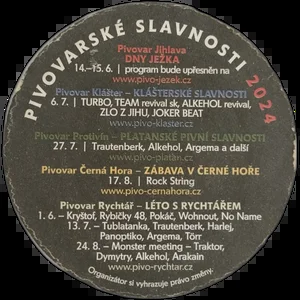 PIVOVARSKÉ SLAVNOSTI 2024
Pivovar Jihlava
DNY JEŽKA
14.–15. 6. | program bude upřesněn na
www.pivo-jezek.cz
Pivovar Klášter – KLÁŠTERSKÉ SLAVNOSTI
6. 7. | TURBO, TEAM revival sk, ALKEHOL revival,
ZLO Z JIHU, JOKER BEAT
www.pivo-klaster.cz
Pivovar Protivín – PLATANSKÉ PIVNÍ SLAVNOSTI
27. 7. | Trautenberk, Alkehol, Argema a další
www.pivo-platan.cz
Pivovar Černá Hora – ZÁBAVA V ČERNÉ HOŘE
17. 8. | Rock String
www.pivo-cernahora.cz
Pivovar Rychtář – LÉTO S RYCHTÁŘEM
1. 6. – Kryštof, Rybičky 48, Pokáč, Wohnout, No Name
13. 7. – Tublatanka, Trautenberk, Harlej,
Panoptiko, Argema, Törr
24. 8. – Monster meeting – Traktor,
Dymytry, Alkehol, Arakain
www.pivo-rychtar.cz
Organizátor si vyhrazuje právo změny.